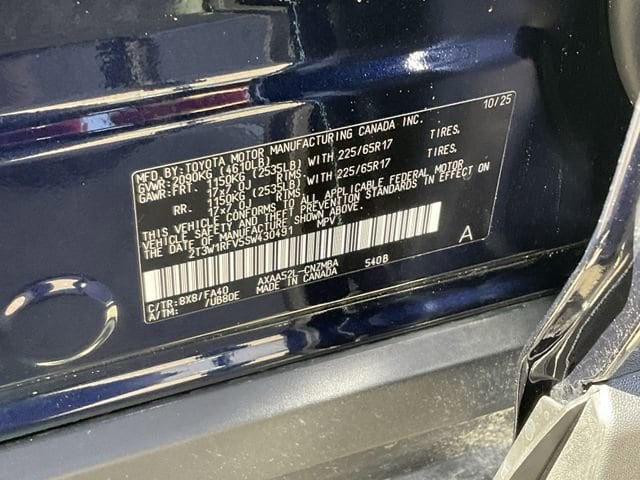 MFD.BY:TOYOTA MOTOR MANUFACTURING CANADA INC. 10/25
GVWR:2090KG (4610LB)
GAWR:FRT. 1150KG (2535LB) WITH 225/65R17 TIRES,
17X7.0J RIMS,
RR. 1150KG (2535LB) WITH 225/65R17 TIRES,
17X7.0J RIMS,
THIS VEHICLE CONFORMS TO ALL APPLICABLE FEDERAL MOTOR
VEHICLE SAFETY AND THEFT PREVENTION STANDARDS IN EFFECT ON
THE DATE OF MANUFACTURE SHOWN ABOVE.
2T3W1RFV5SW430491 MPV
A
C/TR:8X8/FA40 AXAA52L-CNZMBA 540B
A/TM: /UB80E MADE IN CANADA